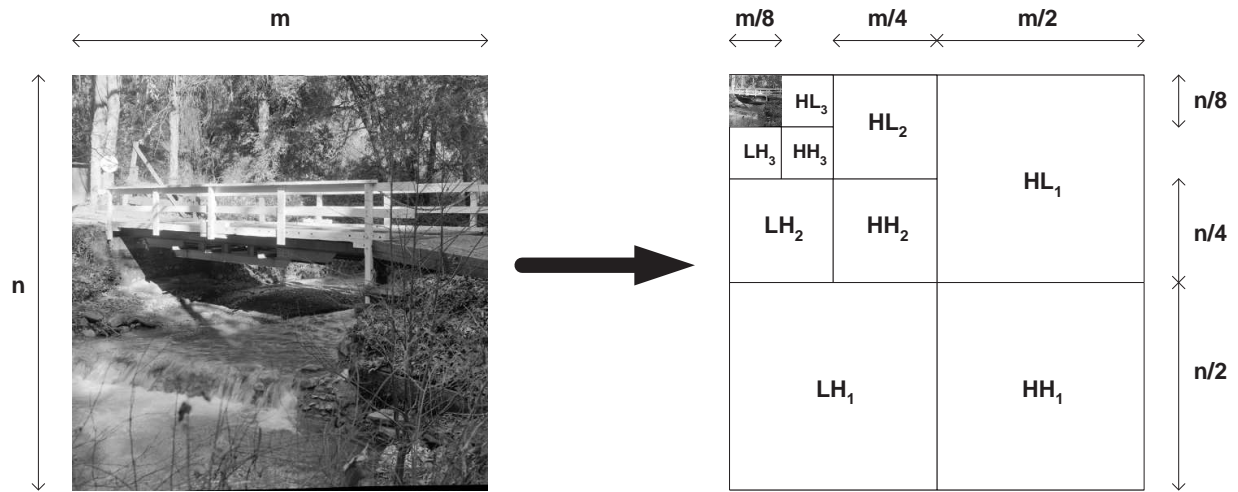 m
n
m/8
m/4
m/2
HL₃
LH₃
HH₃
HL₂
LH₂
HH₂
HL₁
LH₁
HH₁
n/8
n/4
n/2